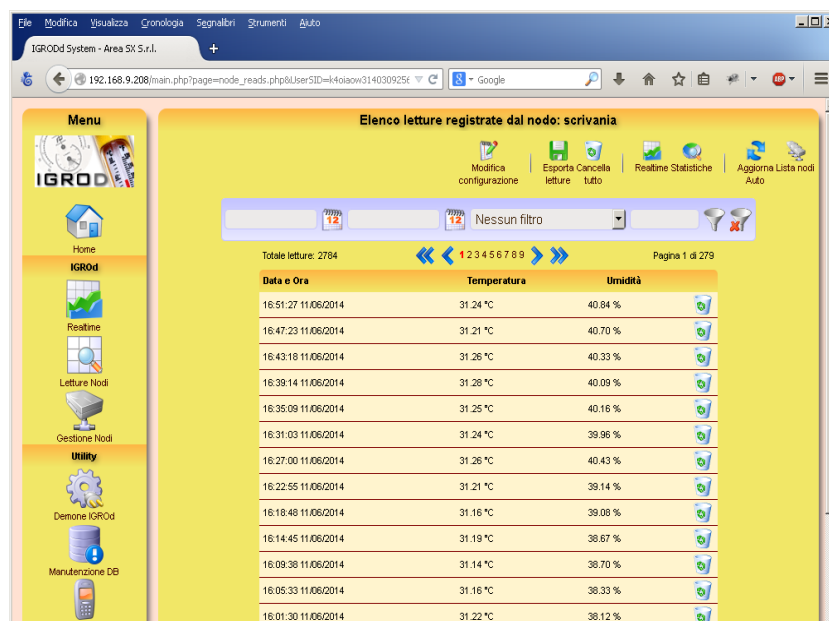 File Modifica Visualizza Cronologia Segnalibri Strumenti Aiuto
IGRODd System - Area SX S.r.l.
192.168.9.208/main.php?page=node_reads.php&UserSID=k4oiaow314030925
Google
Menu
IGROD
Home
IGROd
Realtime
Letture Nodi
Gestione Nodi
Utility
Demone IGROd
Manutenzione DB
Elenco letture registrate dal nodo: scrivania
Modifica configurazione
Esporta letture
Cancella tutto
Realtime
Statistiche
Aggiorna Auto
Lista nodi
12
12
Nessun filtro
Totale letture: 2784
1 2 3 4 5 6 7 8 9
Pagina 1 di 279
Data e Ora Temperatura Umidità
16:51:27 11/06/2014 31.24 °C 40.84 %
16:47:23 11/06/2014 31.21 °C 40.70 %
16:43:18 11/06/2014 31.26 °C 40.33 %
16:39:14 11/06/2014 31.28 °C 40.09 %
16:35:09 11/06/2014 31.25 °C 40.16 %
16:31:03 11/06/2014 31.24 °C 39.96 %
16:27:00 11/06/2014 31.26 °C 40.43 %
16:22:55 11/06/2014 31.21 °C 39.14 %
16:18:48 11/06/2014 31.16 °C 39.08 %
16:14:45 11/06/2014 31.19 °C 38.67 %
16:09:38 11/06/2014 31.14 °C 38.70 %
16:05:33 11/06/2014 31.16 °C 38.33 %
16:01:30 11/06/2014 31.22 °C 38.12 %